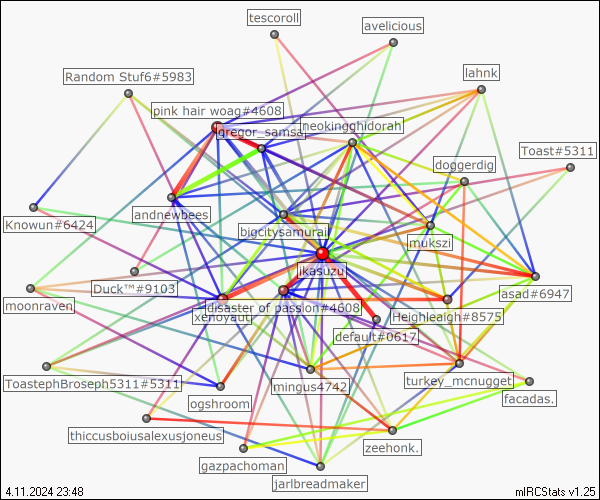 tescoroll
avelicious
Random Stuf6#5983
lahnk
pink hair woag#4608
gregor_samsa
neokingghidorah
Toast#5311
doggerdig
andnewbees
Knowun#6424
bigcitysamurai
mukszi
ikasuzu
Duck™#9103
asad#6947
moonraven
disaster of passion#4608
xenoyaut
Heighleaigh#8575
default#0617
ToastephBroseph5311#5311
mingus4742
turkey_mcnugget
ogshroom
facadas.
thiccusboiusalexusjoneus
zeehonk.
gazpachoman
jarlbreadmaker
4.11.2024 23:48
mIRCStats v1.25